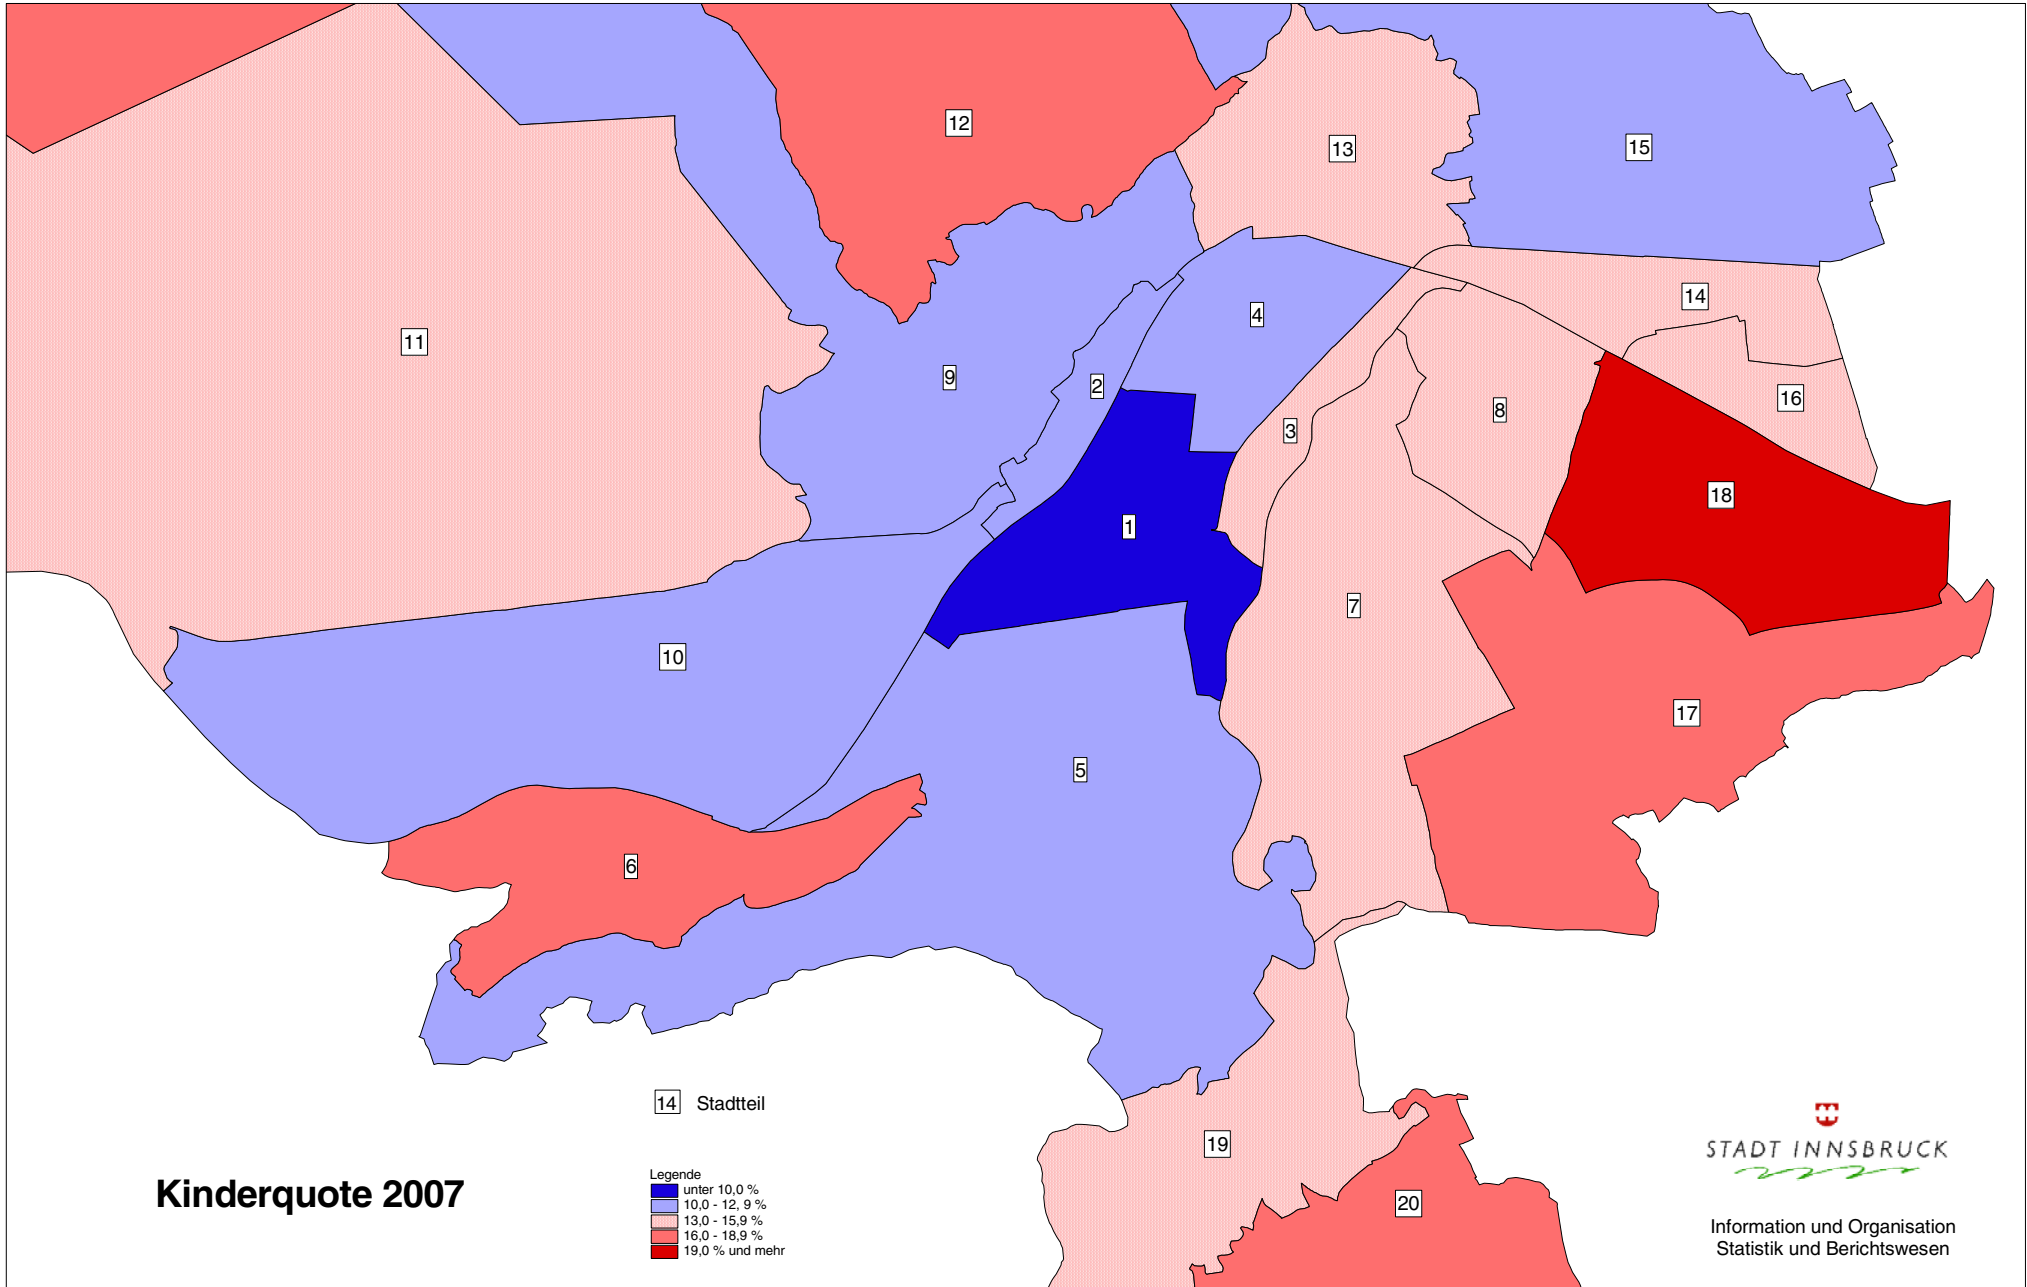 12
13
15
14
4
11
9
2
16
8
3
18
1
7
10
17
5
6
14 Stadtteil
19
STADT INNSBRUCK
Kinderquote 2007
Legende
unter 10,0 %
10,0 - 12, 9 %
13,0 - 15,9 %
16,0 - 18,9 %
19,0 % und mehr
20
Information und Organisation
Statistik und Berichtswesen